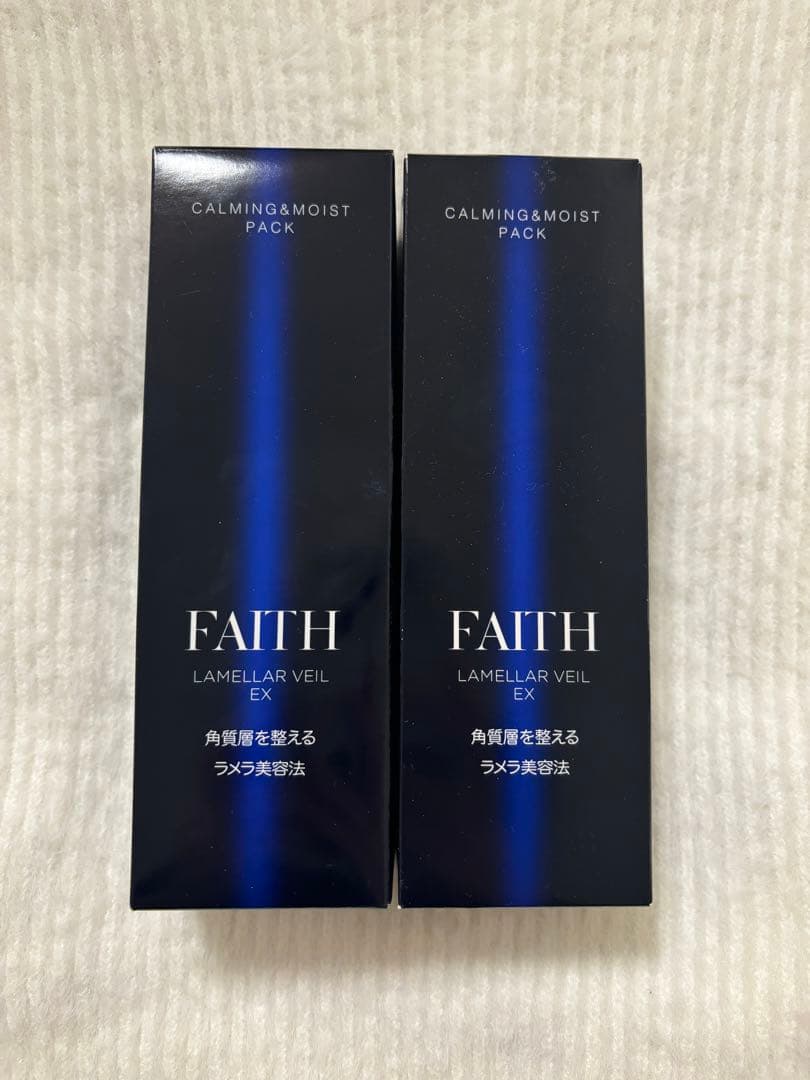 CALMING&MOIST
PACK
FAITH
LAMELLAR VEIL
EX
角質層を整える
ラメラ美容法
CALMING&MOIST
PACK
FAITH
LAMELLAR VEIL
EX
角質層を整える
ラメラ美容法